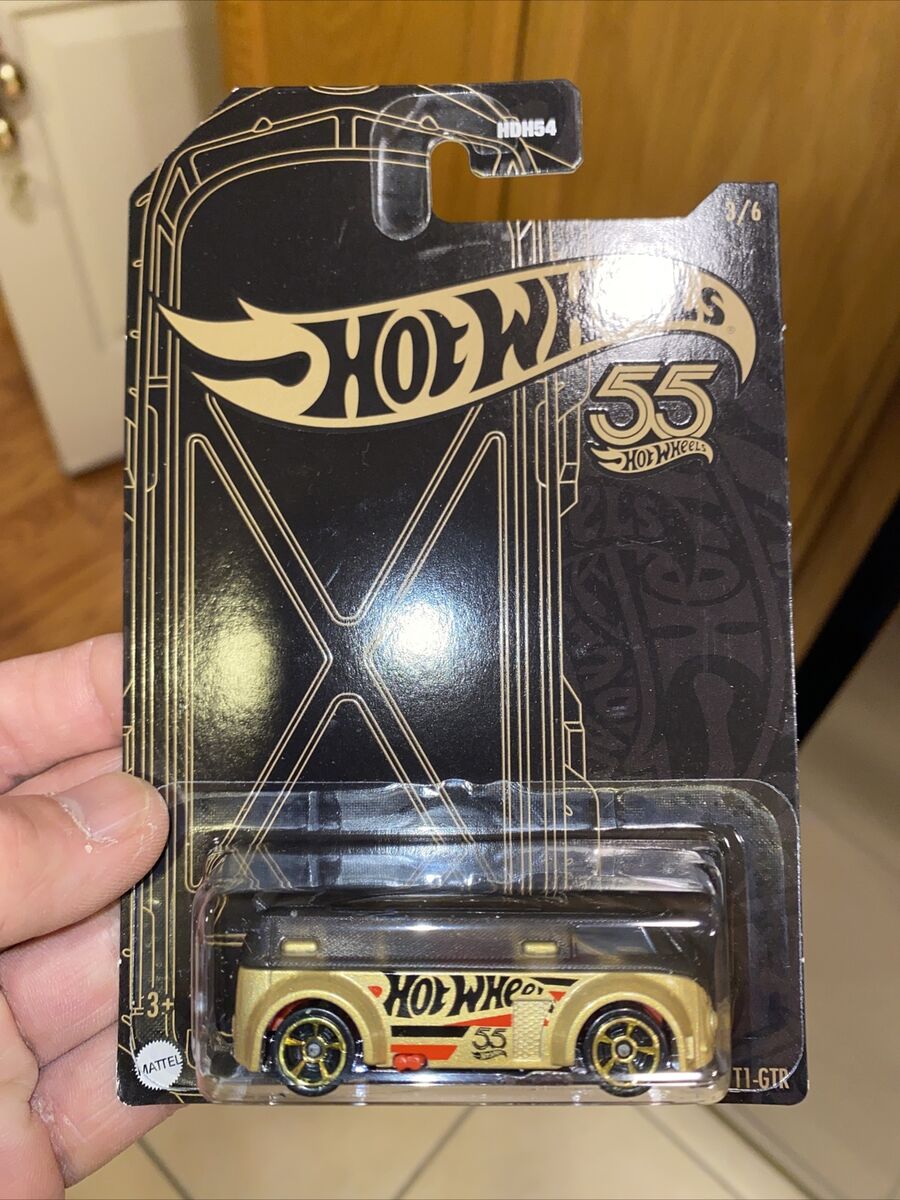 HDH54
3/6
HOT WHEELS®
55
HOT WHEELS
HOT WHEELS
55
3+
MATTEL
T1-GTR